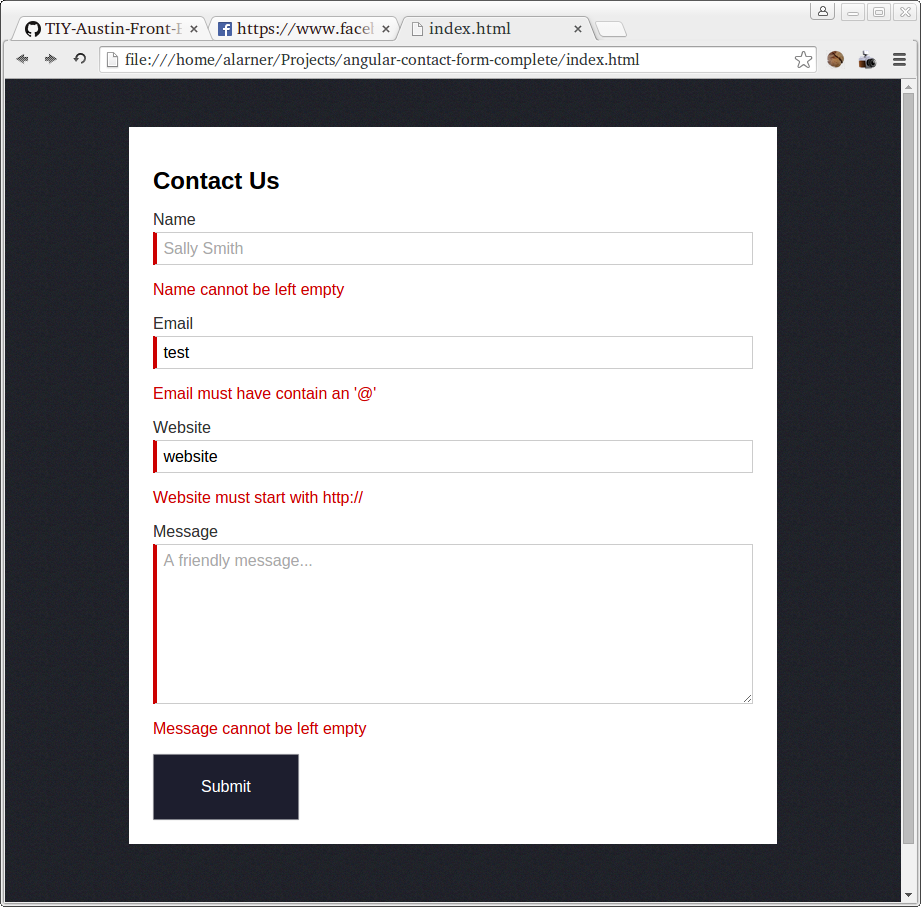 TIY-Austin-Front-E
https://www.facel
index.html
file:///home/alarner/Projects/angular-contact-form-complete/index.html
Contact Us
Name
Sally Smith
Name cannot be left empty
Email
test
Email must have contain an '@'
Website
website
Website must start with http://
Message
A friendly message...
Message cannot be left empty
Submit